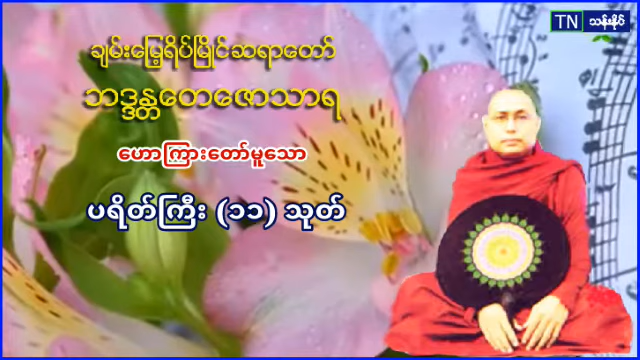 TN သန်းနိုင်
ချမ်းမြေ့ရိပ်မြိုင်ဆရာတော်
ဘဒ္ဒန္တတေဇောသာရ
ဟောကြားတော်မူသော
ပရိတ်ကြီး (၁၁) သုတ်